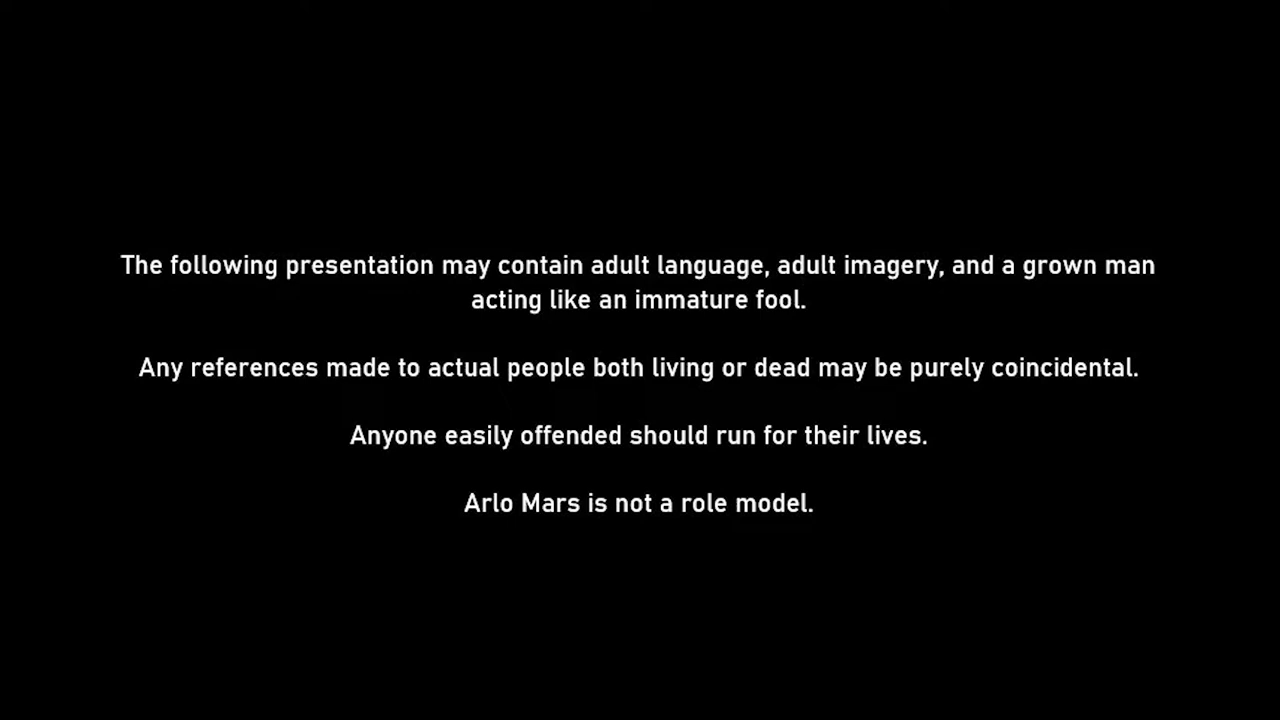 The following presentation may contain adult language, adult imagery, and a grown man
acting like an immature fool.
Any references made to actual people both living or dead may be purely coincidental.
Anyone easily offended should run for their lives.
Arlo Mars is not a role model.